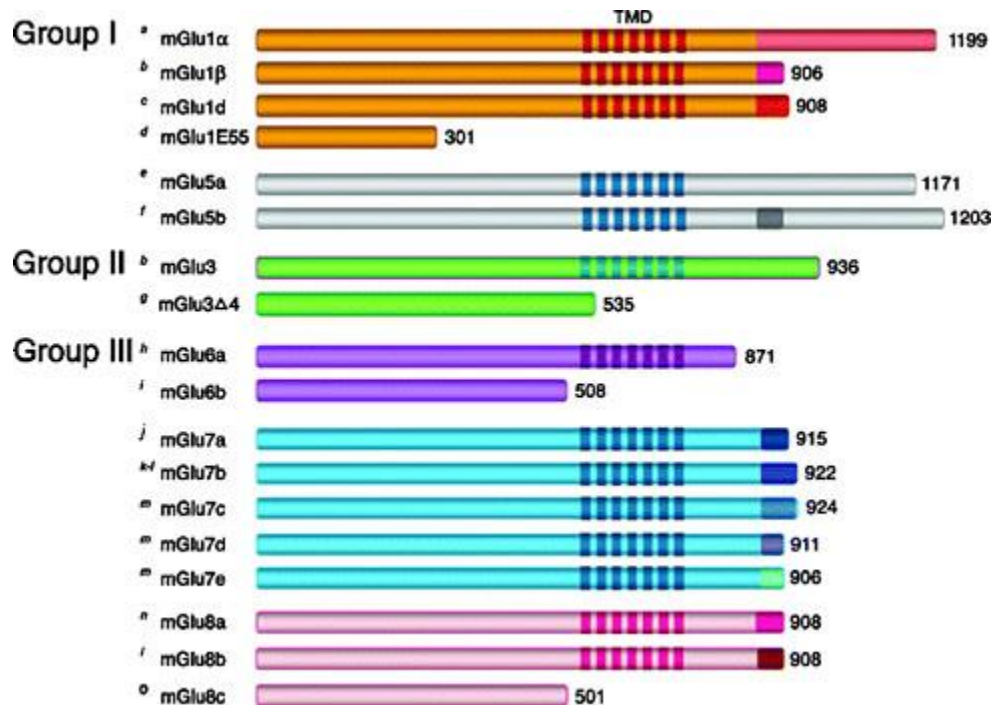 TMD
Group I a mGlu1α 1199
b mGlu1β 906
c mGlu1d 908
d mGlu1E55 301
e mGlu5a 1171
f mGlu5b 1203
Group II b mGlu3 936
g mGlu3Δ4 535
Group III h mGlu6a 871
i mGlu6b 508
j mGlu7a 915
k-l mGlu7b 922
m mGlu7c 924
m mGlu7d 911
m mGlu7e 906
n mGlu8a 908
l mGlu8b 908
o mGlu8c 501